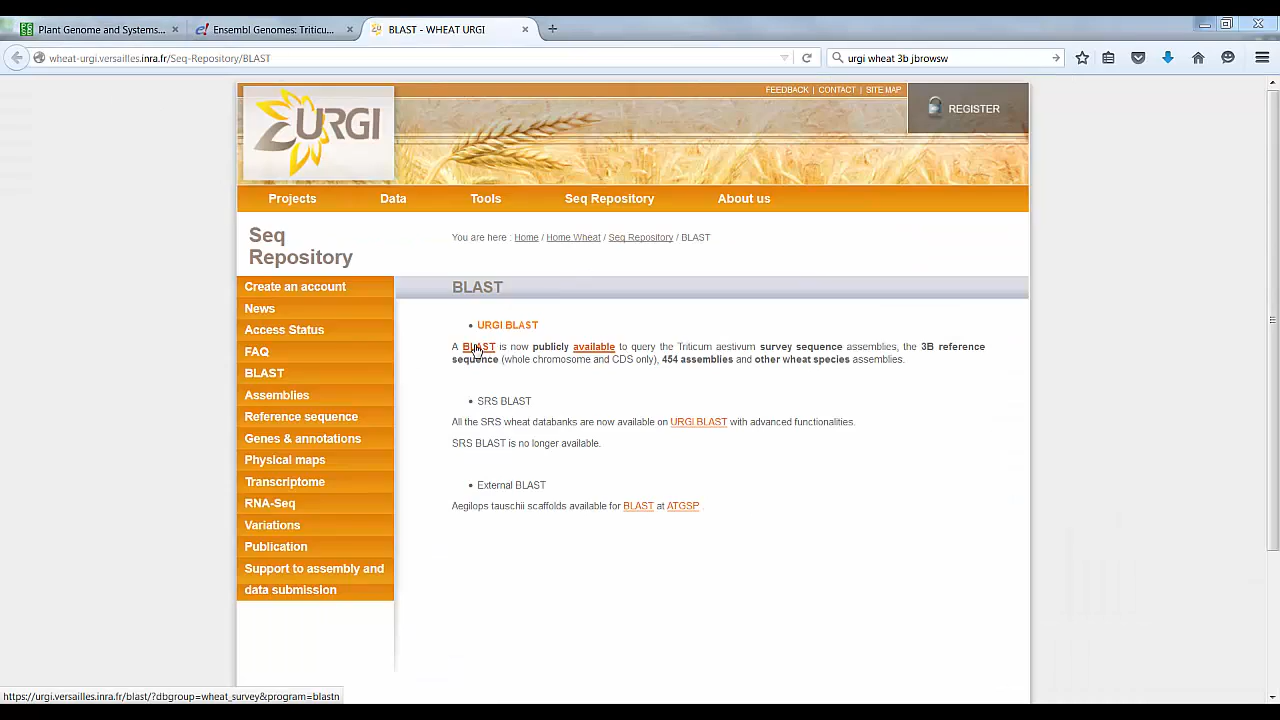 Plant Genome and Systems...
Ensembl Genomes: Triticu...
BLAST - WHEAT URGI
wheat-urgi.versailles.inra.fr/Seq-Repository/BLAST
urgi wheat 3b jbrowsw
FEEDBACK | CONTACT | SITE MAP
REGISTER
URGI
Projects Data Tools Seq Repository About us
Seq
Repository
You are here : Home / Home Wheat / Seq Repository / BLAST
Create an account
News
Access Status
FAQ
BLAST
Assemblies
Reference sequence
Genes & annotations
Physical maps
Transcriptome
RNA-Seq
Variations
Publication
Support to assembly and
data submission
BLAST
• URGI BLAST
A BLAST is now publicly available to query the Triticum aestivum survey sequence assemblies, the 3B reference
sequence (whole chromosome and CDS only), 454 assemblies and other wheat species assemblies.
• SRS BLAST
All the SRS wheat databanks are now available on URGI BLAST with advanced functionalities.
SRS BLAST is no longer available.
• External BLAST
Aegilops tauschii scaffolds available for BLAST at ATGSP .
https://urgi.versailles.inra.fr/blast/?dbgroup=wheat_survey&program=blastn